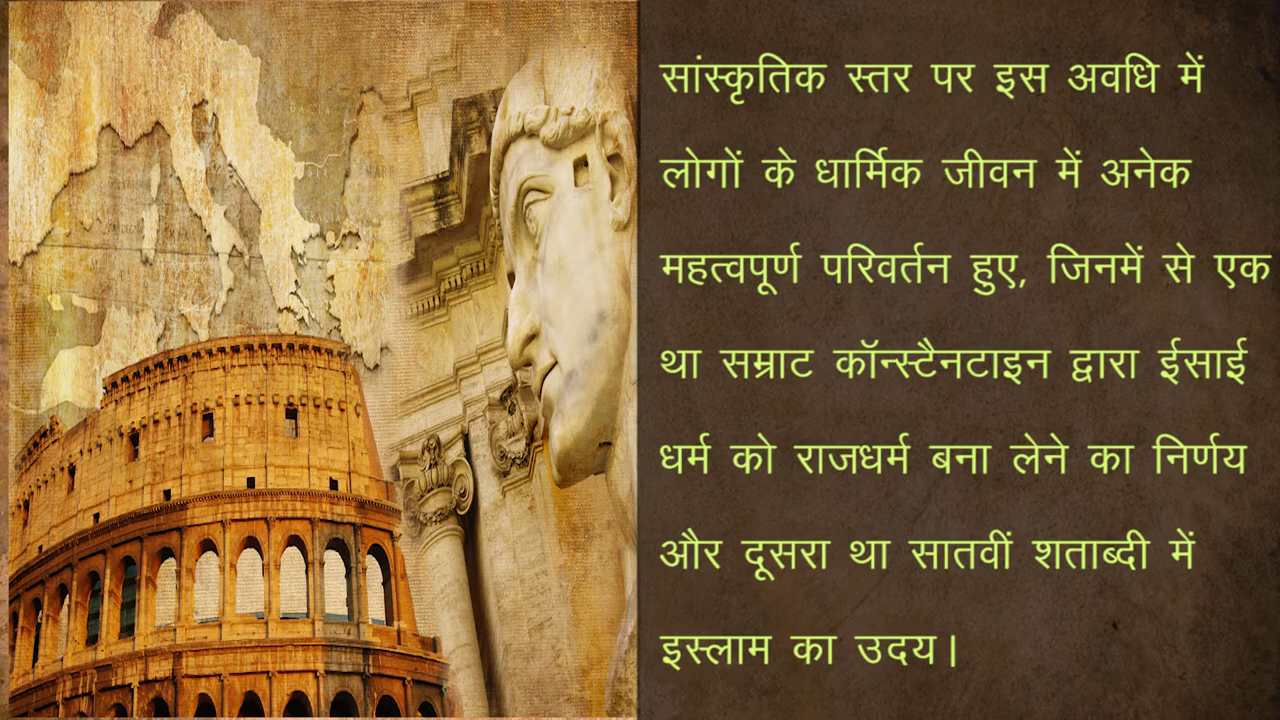 सांस्कृतिक स्तर पर इस अवधि में
लोगों के धार्मिक जीवन में अनेक
महत्वपूर्ण परिवर्तन हुए, जिनमें से एक
था सम्राट कॉन्स्टैनटाइन द्वारा ईसाई
धर्म को राजधर्म बना लेने का निर्णय
और दूसरा था सातवीं शताब्दी में
इस्लाम का उदय।